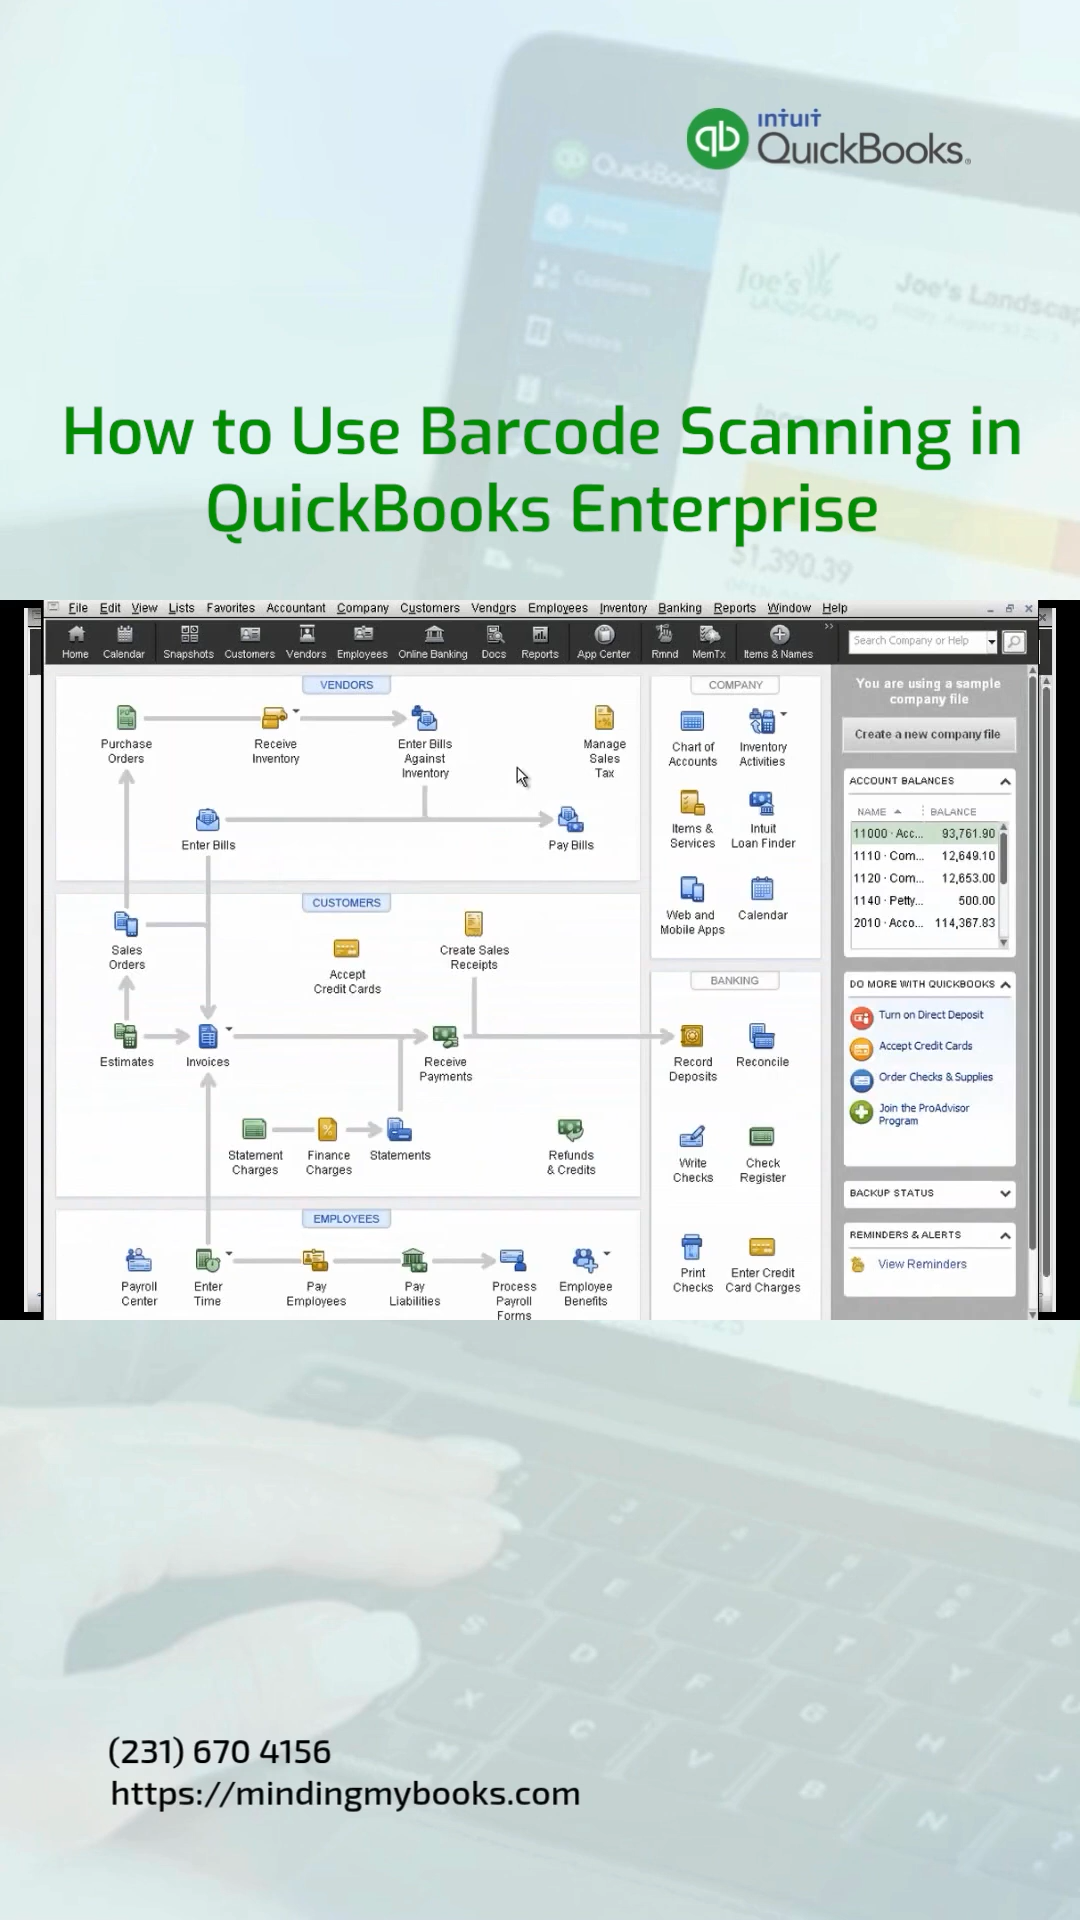 intuit
qb QuickBooks.
QuickBooks
Joe's
LANDSCAPING
Joe's Landscap
How to Use Barcode Scanning in
QuickBooks Enterprise
$1,390.39
File Edit View Lists Favorites Accountant Company Customers Vendors Employees Inventory Banking Reports Window Help
Home Calendar Snapshots Customers Vendors Employees Online Banking Docs Reports App Center Rmnd MemTx Items & Names
Search Company or Help
VENDORS
Purchase
Orders
Receive
Inventory
Enter Bills
Against
Inventory
Manage
Sales
Tax
Enter Bills
Pay Bills
CUSTOMERS
Sales
Orders
Accept
Credit Cards
Create Sales
Receipts
Estimates
Invoices
Receive
Payments
Statement
Charges
Finance
Charges
Statements
Refunds
& Credits
EMPLOYEES
Payroll
Center
Enter
Time
Pay
Employees
Pay
Liabilities
Process
Payroll
Forms
Employee
Benefits
COMPANY
Chart of
Accounts
Inventory
Activities
Items &
Services
Intuit
Loan Finder
Web and
Mobile Apps
Calendar
BANKING
Record
Deposits
Reconcile
Write
Checks
Check
Register
Print
Checks
Enter Credit
Card Charges
You are using a sample
company file
Create a new company file
ACCOUNT BALANCES
NAME BALANCE
11000 · Acc... 93,761.90
1110 · Com... 12,649.10
1120 · Com... 12,653.00
1140 · Petty... 500.00
2010 · Acco... 114,367.83
DO MORE WITH QUICKBOOKS
Turn on Direct Deposit
Accept Credit Cards
Order Checks & Supplies
Join the ProAdvisor
Program
BACKUP STATUS
REMINDERS & ALERTS
View Reminders
(231) 670 4156
https://mindingmybooks.com